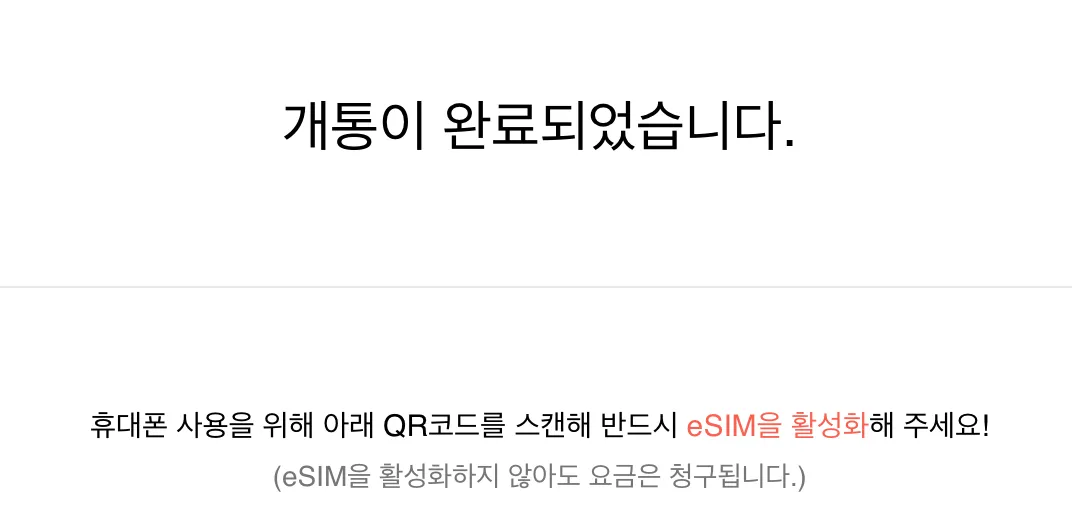 개통이 완료되었습니다.
휴대폰 사용을 위해 아래 QR코드를 스캔해 반드시 eSIM을 활성화해 주세요!
(eSIM을 활성화하지 않아도 요금은 청구됩니다.)